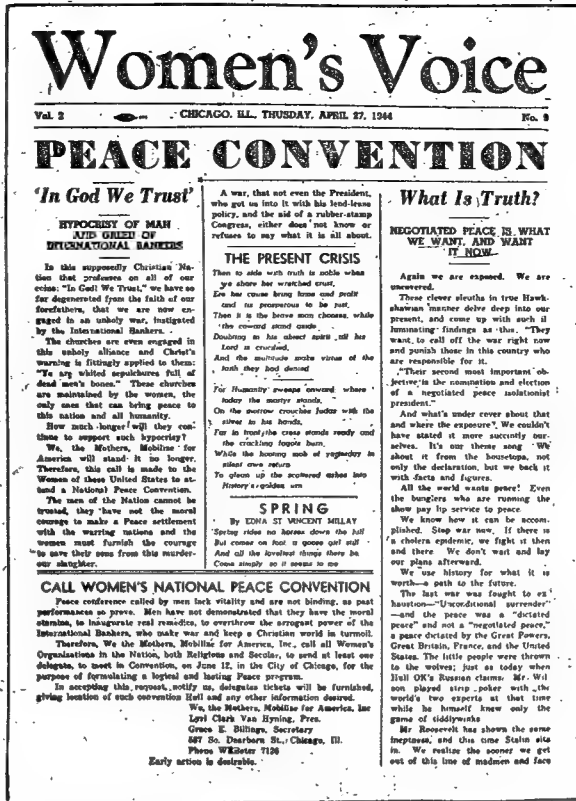 Women's Voice
Vol. 2 CHICAGO. ILL., THUSDAY, APRIL 27, 1944 No. 9
PEACE CONVENTION
'In God We Trust'
HYPOCRISY OF MAN
AND GREED OF
INTERNATIONAL BANKERS
In this supposedly Christian Na-
tion that professes on all of our
coins: "In God! We Trust," we have so
far degenerated from the faith of our
forefathers, that we are now en-
gaged in an unholy war, instigated
by the International Bankers.
The churches are even engaged in
this unholy alliance and Christ's
warning is fittingly applied to them:
"Ye are whited sepulchures full of
dead men's bones." These churches
are maintained by the women, the
only ones that can bring peace to
this nation and all humanity.
How much longer will they con-
tinue to support such hypocrisy?
We, the Mothers, Mobilize for
America will stand it no longer.
Therefore, this call is made to the
Women of these United States to at-
tend a National Peace Convention.
The men of the Nation cannot be
trusted, they have not the moral
courage to make a Peace settlement
with the warring nations and the
women must furnish the courage
to save their sons from this murder-
our slaughter.
A war, that not even the President,
who got us into it with his lend-lease
policy, and the aid of a rubber-stamp
Congress, either does not know or
refuses to say what it is all about.
THE PRESENT CRISIS
Then to side with truth is noble when
we share her wretched crust,
Ere her cause bring fame and profit
and tis prosperous to be just,
Then it is the brave man chooses, while
the coward stand aside
Doubting in his abject spirit till his
Lord is crucified,
And the multitude make virtue of the
faith they had denied
For Humanity sweeps onward where
today the martyr stands,
On the morrow crouches Judas with the
silver in his hands,
Far in front the cross stands ready and
the crackling fagots burn,
While the hooting mob of yesterday in
silent awe return
To glean up the scattered ashes into
History's golden urn
SPRING
By EDNA ST VINCENT MILLAY
Spring rides no horses down the hill
But comes on foot a goose girl still
And all the loveliest things there be
Come simply so it seems to me
CALL WOMEN'S NATIONAL PEACE CONVENTION
Peace conference called by men lack vitality and are not binding, as past
performances so prove. Men have not demonstrated that they have the moral
stamina, to inaugurate real remedies, to overthrow the arrogant power of the
International Bankers, who make war and keep a Christian world in turmoil.
Therefore, We the Mothers, Mobilize for America, Inc., call all Women's
Organizations in the Nation, both Religious and Secular, to send at least one
delegate, to meet in Convention, on June 12, in the City of Chicago, for the
purpose of formulating a logical and lasting Peace program.
In accepting this request, notify us, delegates tickets will be furnished,
giving location of such convention Hall and any other information desired.
We, the Mothers, Mobilize for America, Inc
Lyrl Clark Van Hyning, Pres.
Grace E. Billings, Secretary
So. Dearborn St., Chicago, Ill.
Phone WEbster 7126
Early action is desirable.
What Is Truth?
NEGOTIATED PEACE IS WHAT
WE WANT, AND WANT
IT NOW
Again we are exposed. We are
uncovered.
These clever sleuths in true Hawk-
shawnian manner delve deep into our
present, and come up with such il
luminating findings as this. "They
want to call off the war right now
and punish those in this country who
are responsible for it.
"Their second most important ob-
jective is the nomination and election
of a negotiated peace isolationist
president."
And what's under cover about that
and where the exposure? We couldn't
have stated it more succintly our-
selves. It's our theme song We
shout it from the housetops, not
only the declaration, but we back it
with facts and figures.
All the world wants peace! Even
the bunglers who are running the
show pay lip service to peace.
We know how it can be accom-
plished. Stop war now. If there is
a cholera epidemic, we fight it then
and there We don't wait and lay
our plans afterward.
We use history for what it is
worth—a path to the future.
The last war was fought to ex
haustion—"Unconditional surrender"
—and the peace was a "dictated
peace" and not a "negotiated peace,"
a peace dictated by the Great Powers,
Great Britain, France, and the United
States. The little people were thrown
to the wolves; just as today when
Hull OK's Russian claims. Mr. Wil
son played strip poker with the
world's two experts at that time
while he himself knew only the
game of tiddlywinks
Mr Roosevelt has shown the same
ineptness, and this time Stalin sits
in. We realize the sooner we get
out of this line of madmen and face